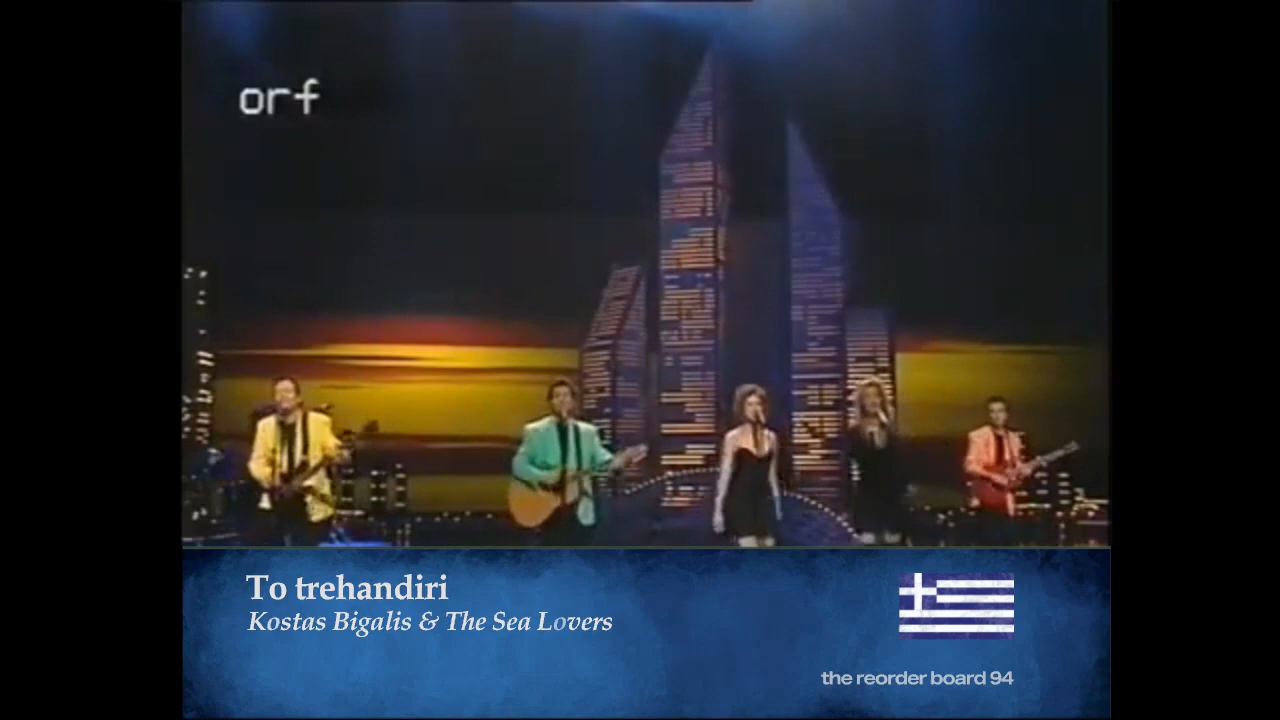 orf
To trehandiri
Kostas Bigalis & The Sea Lovers
the reorder board 94